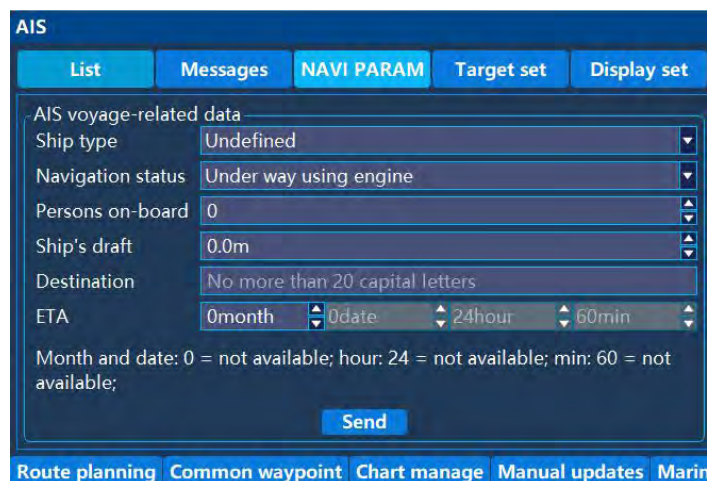 AIS
List Messages NAVI PARAM Target set Display set
AIS voyage-related data
Ship type Undefined
Navigation status Under way using engine
Persons on-board 0
Ship's draft 0.0m
Destination No more than 20 capital letters
ETA 0month 0date 24hour 60min
Month and date: 0 = not available; hour: 24 = not available; min: 60 = not
available;
Send
Route planning Common waypoint Chart manage Manual updates Marin